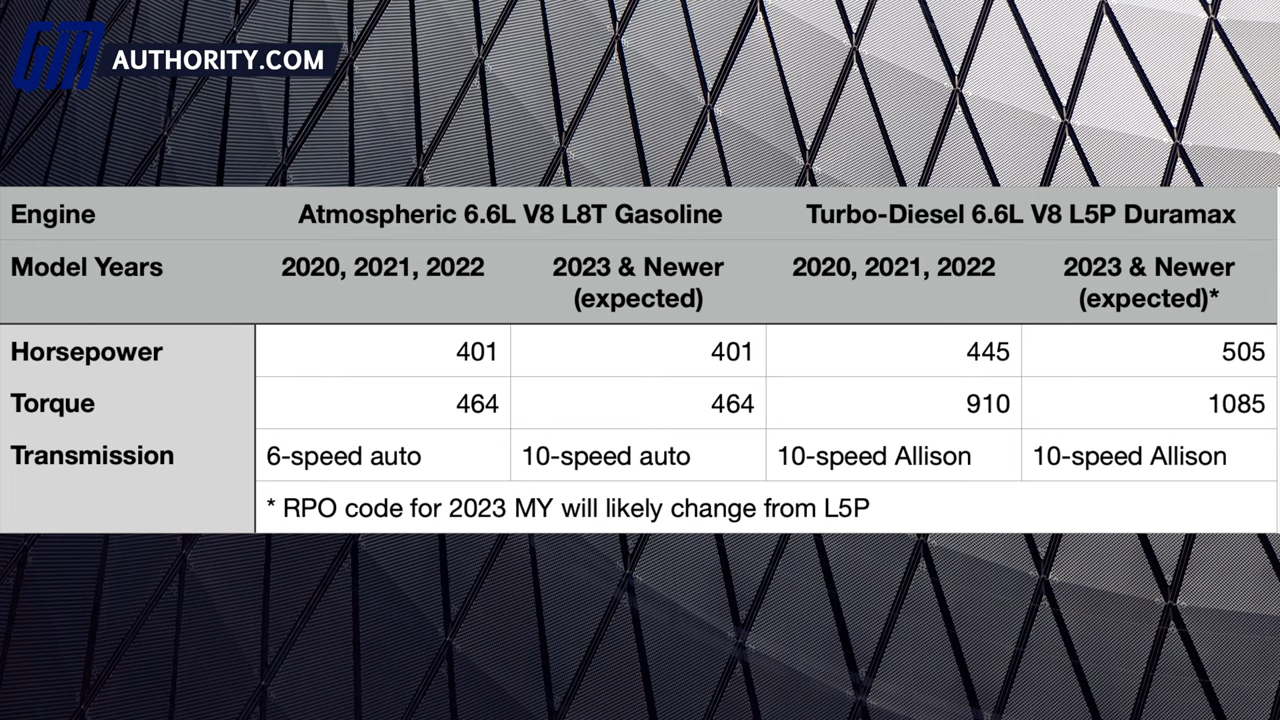 GM AUTHORITY.COM
Engine Atmospheric 6.6L V8 L8T Gasoline Turbo-Diesel 6.6L V8 L5P Duramax
Model Years 2020, 2021, 2022 2023 & Newer 2020, 2021, 2022 2023 & Newer
(expected) (expected)*
Horsepower 401 401 445 505
Torque 464 464 910 1085
Transmission 6-speed auto 10-speed auto 10-speed Allison 10-speed Allison
* RPO code for 2023 MY will likely change from L5P